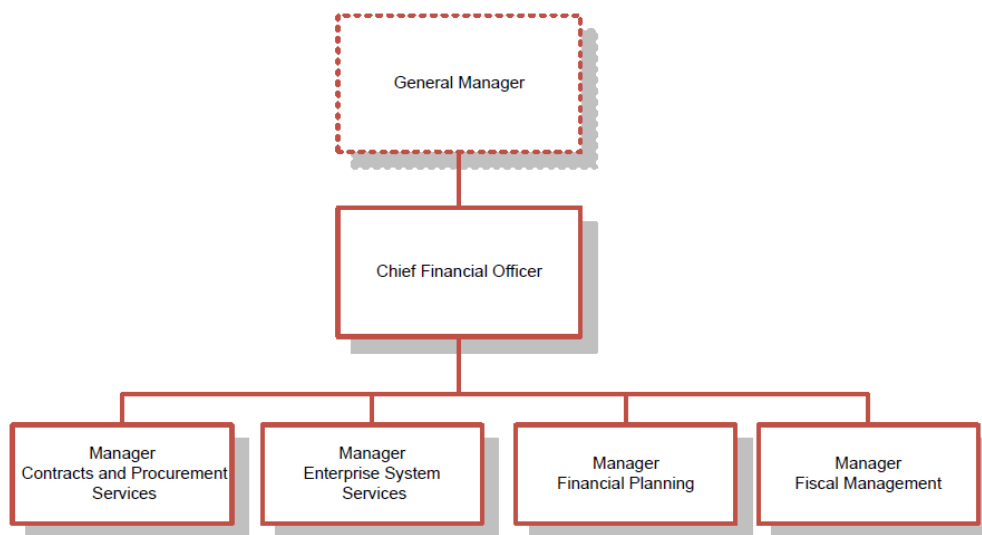 General Manager
Chief Financial Officer
Manager
Contracts and Procurement
Services
Manager
Enterprise System
Services
Manager
Financial Planning
Manager
Fiscal Management